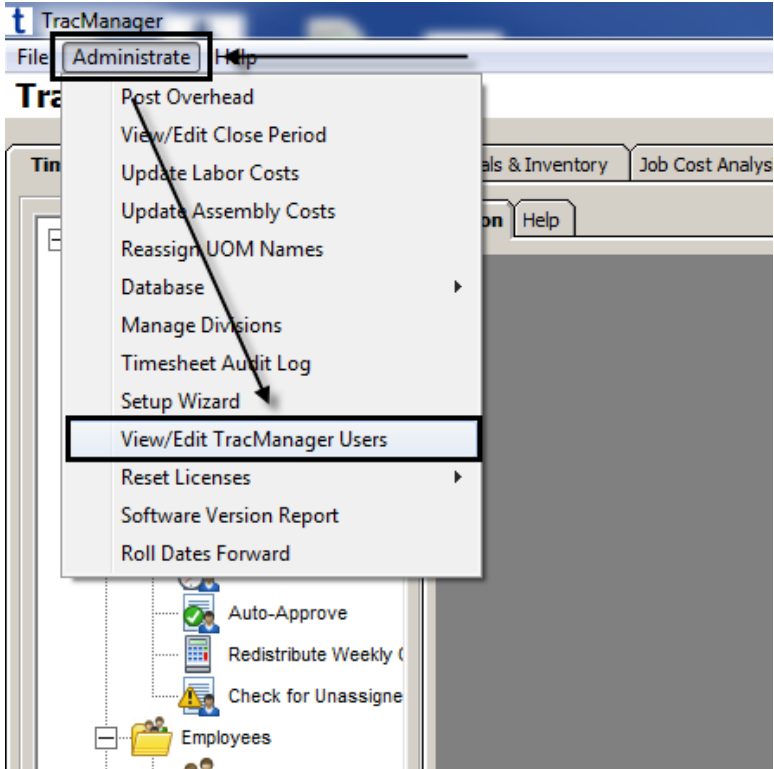 t TracManager
File Administrate Help
Tra
Post Overhead
View/Edit Close Period
Tim
Update Labor Costs
als & Inventory
Job Cost Analys
Update Assembly Costs
on
Help
Reassign UOM Names
Database
Manage Divisions
Timesheet Audit Log
Setup Wizard
View/Edit TracManager Users
Reset Licenses
Software Version Report
Roll Dates Forward
Auto-Approve
Redistribute Weekly
Check for Unassigne
Employees